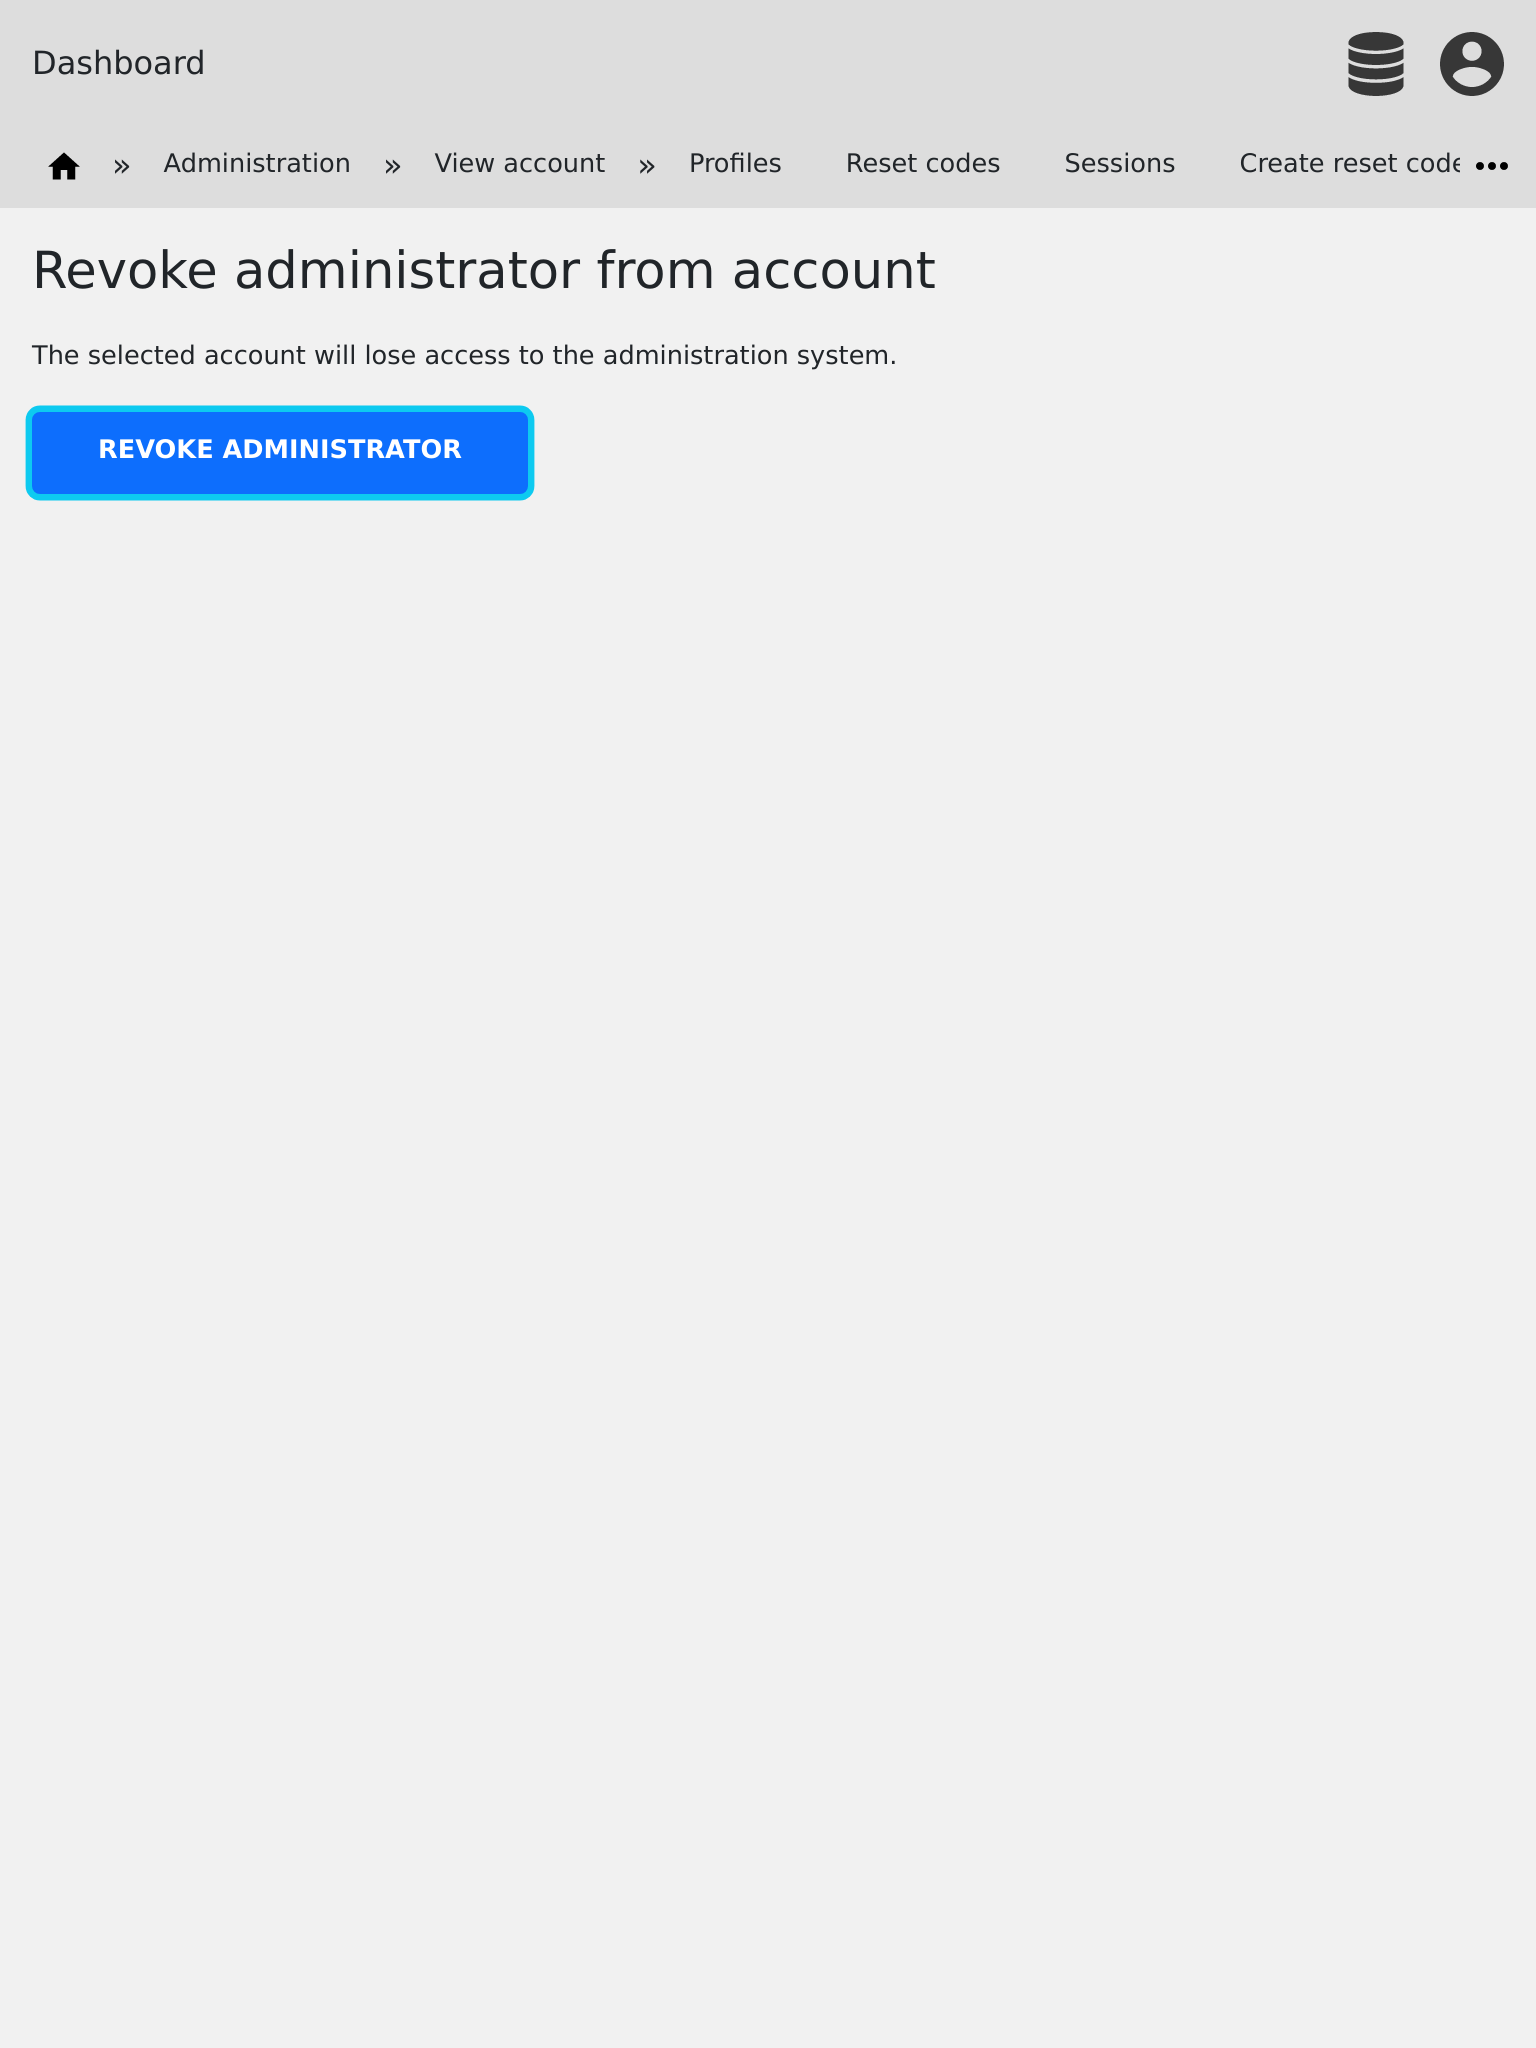 Dashboard
» Administration » View account » Profiles Reset codes Sessions Create reset code
Revoke administrator from account
The selected account will lose access to the administration system.
REVOKE ADMINISTRATOR